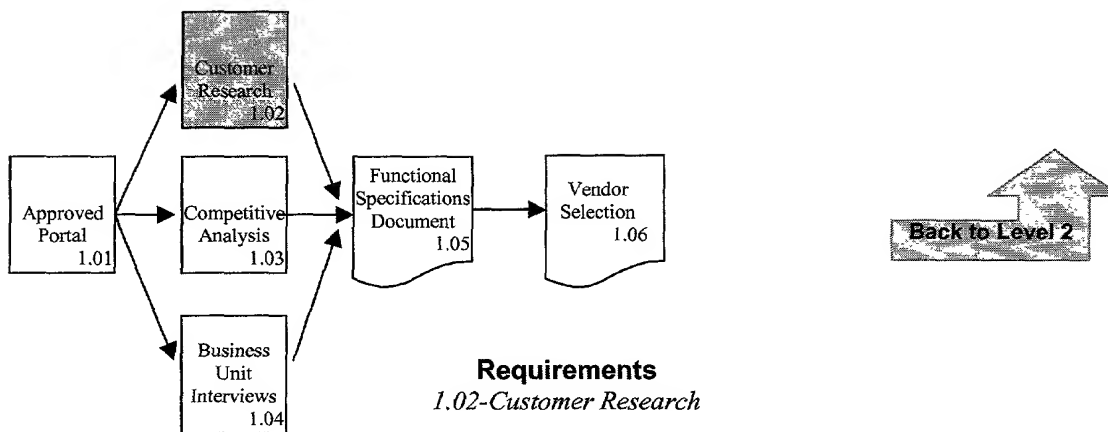 Customer
Research
1.02
Approved
Portal
1.01
Competitive
Analysis
1.03
Business
Unit
Interviews
1.04
Functional
Specifications
Document
1.05
Vendor
Selection
1.06
Back to Level 2
Requirements
1.02-Customer Research